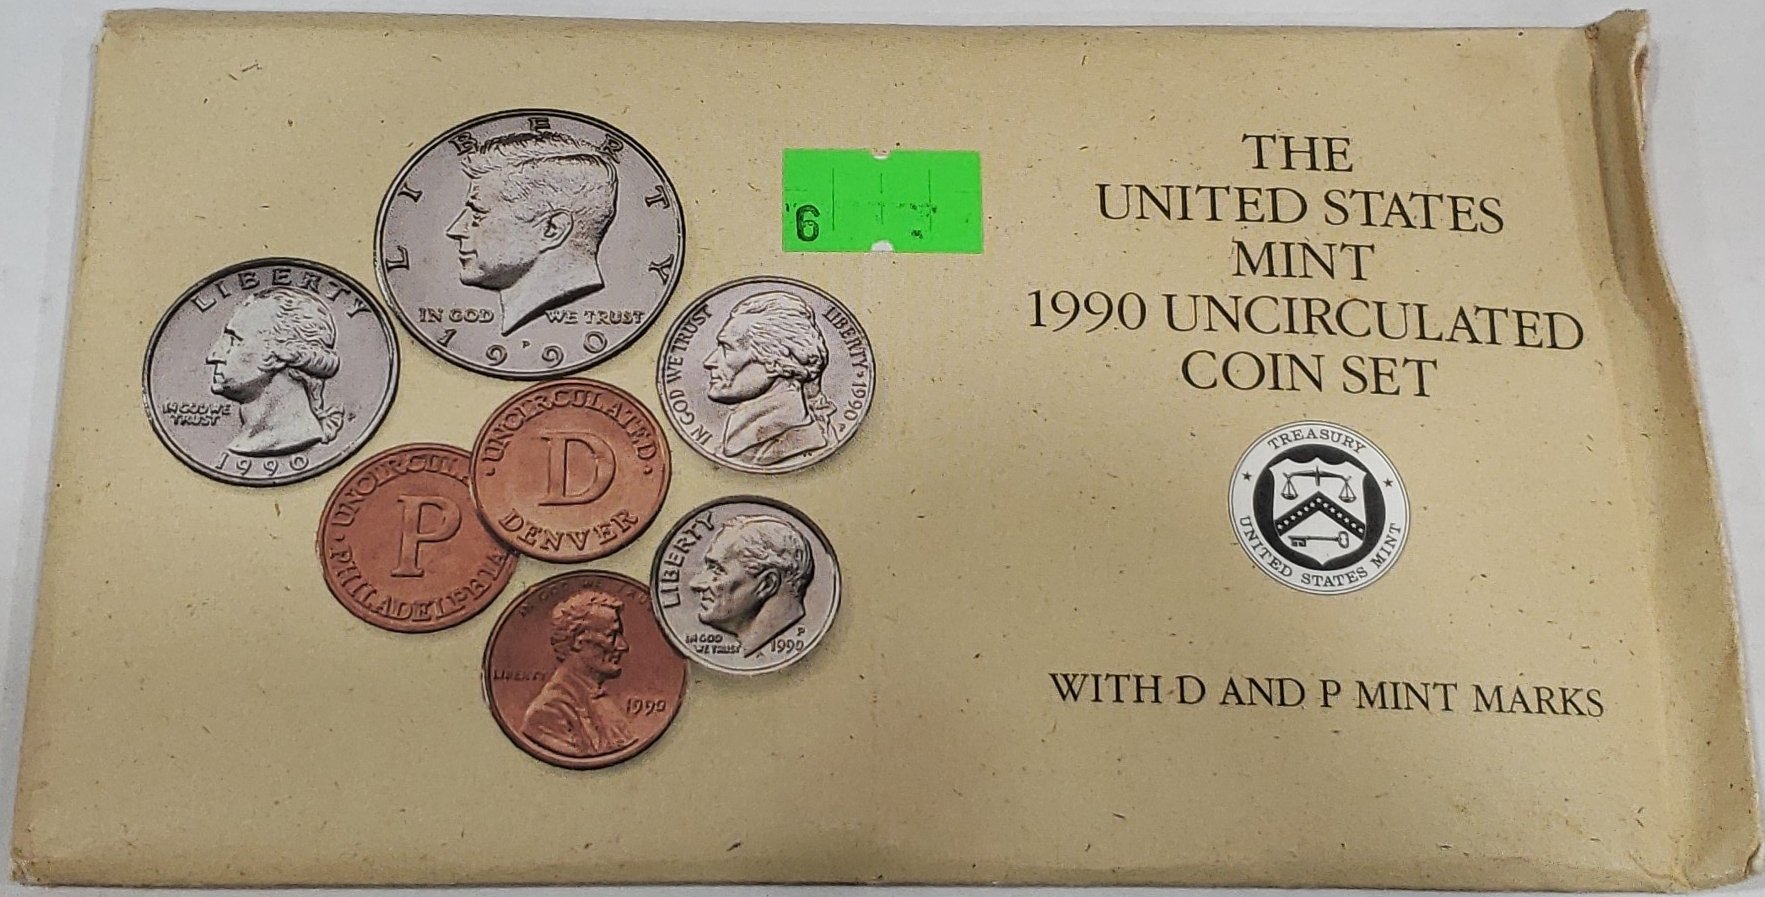 LIBERTY
IN GOD WE TRUST
1990
P
LIBERTY
IN GOD WE
TRUST
1990
IN GOD WE TRUST
LIBERTY · 1990
P
· UNCIRCULATED ·
D
DENVER
· UNCIRCULA
P
· PHILADELPHIA
LIBERTY
IN GOD
WE TRUST
P
1990
LIBERTY
1990
6
THE
UNITED STATES
MINT
1990 UNCIRCULATED
COIN SET
TREASURY
UNITED STATES MINT
WITH D AND P MINT MARKS